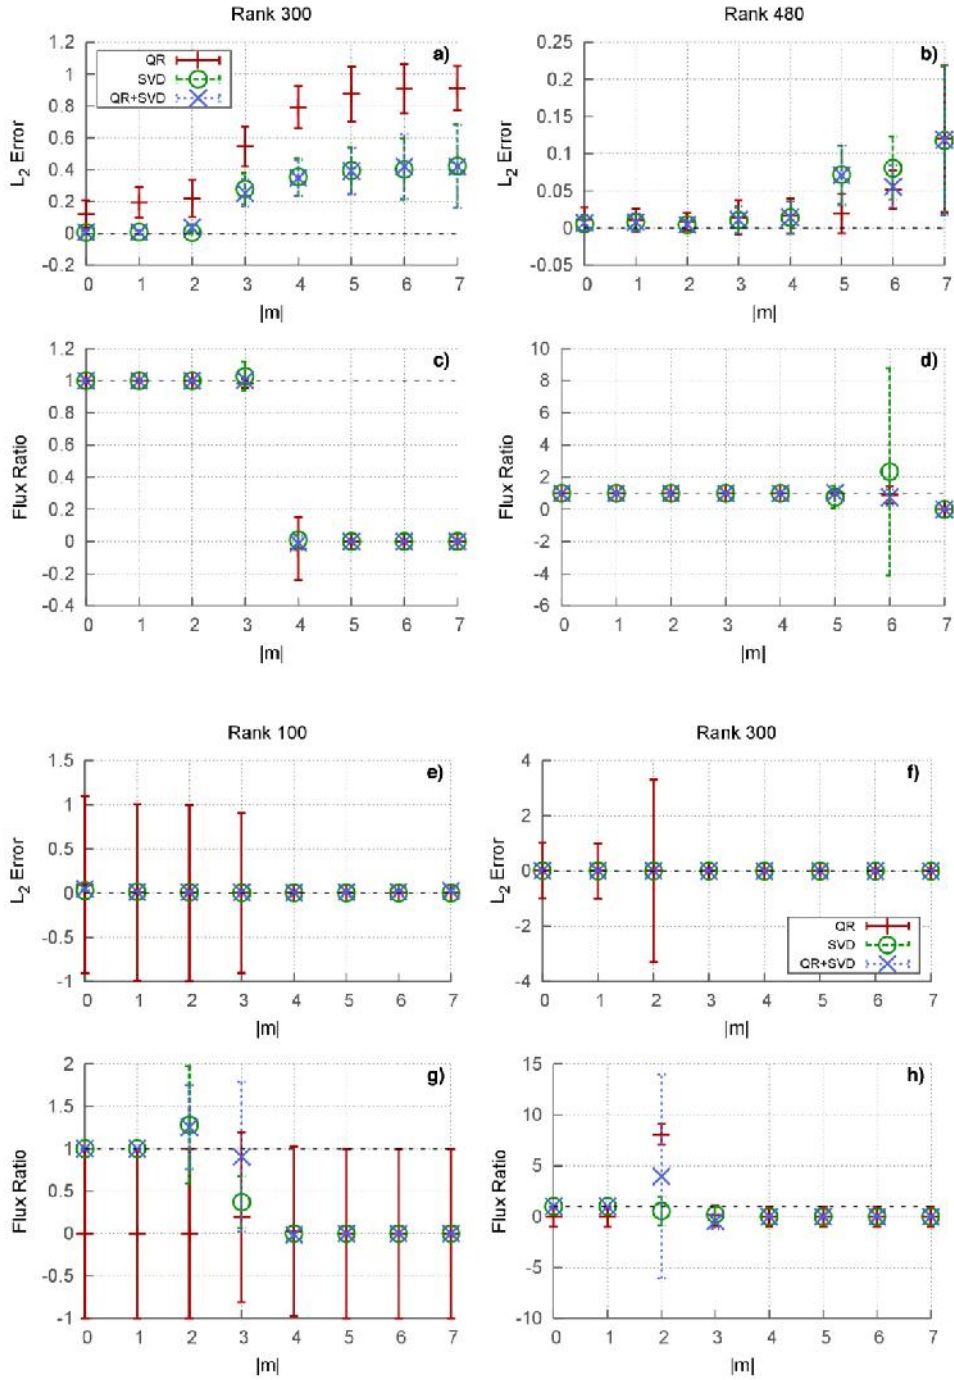 Rank 300
Rank 480
a)
QR
SVD
QR+SVD
1.2
1
0.8
0.6
0.4
0.2
0
-0.2
L2 Error
0 1 2 3 4 5 6 7
|m|
b)
0.25
0.2
0.15
0.1
0.05
0
-0.05
L2 Error
0 1 2 3 4 5 6 7
|m|
c)
1.2
1
0.8
0.6
0.4
0.2
0
-0.2
-0.4
Flux Ratio
0 1 2 3 4 5 6 7
|m|
d)
10
8
6
4
2
0
-2
-4
-6
Flux Ratio
0 1 2 3 4 5 6 7
|m|
Rank 100
Rank 300
e)
1.5
1
0.5
0
-0.5
-1
L2 Error
0 1 2 3 4 5 6 7
|m|
f)
4
2
0
-2
-4
L2 Error
QR
SVD
QR+SVD
0 1 2 3 4 5 6 7
|m|
g)
2
1.5
1
0.5
0
-0.5
-1
Flux Ratio
0 1 2 3 4 5 6 7
|m|
h)
15
10
5
0
-5
-10
Flux Ratio
0 1 2 3 4 5 6 7
|m|